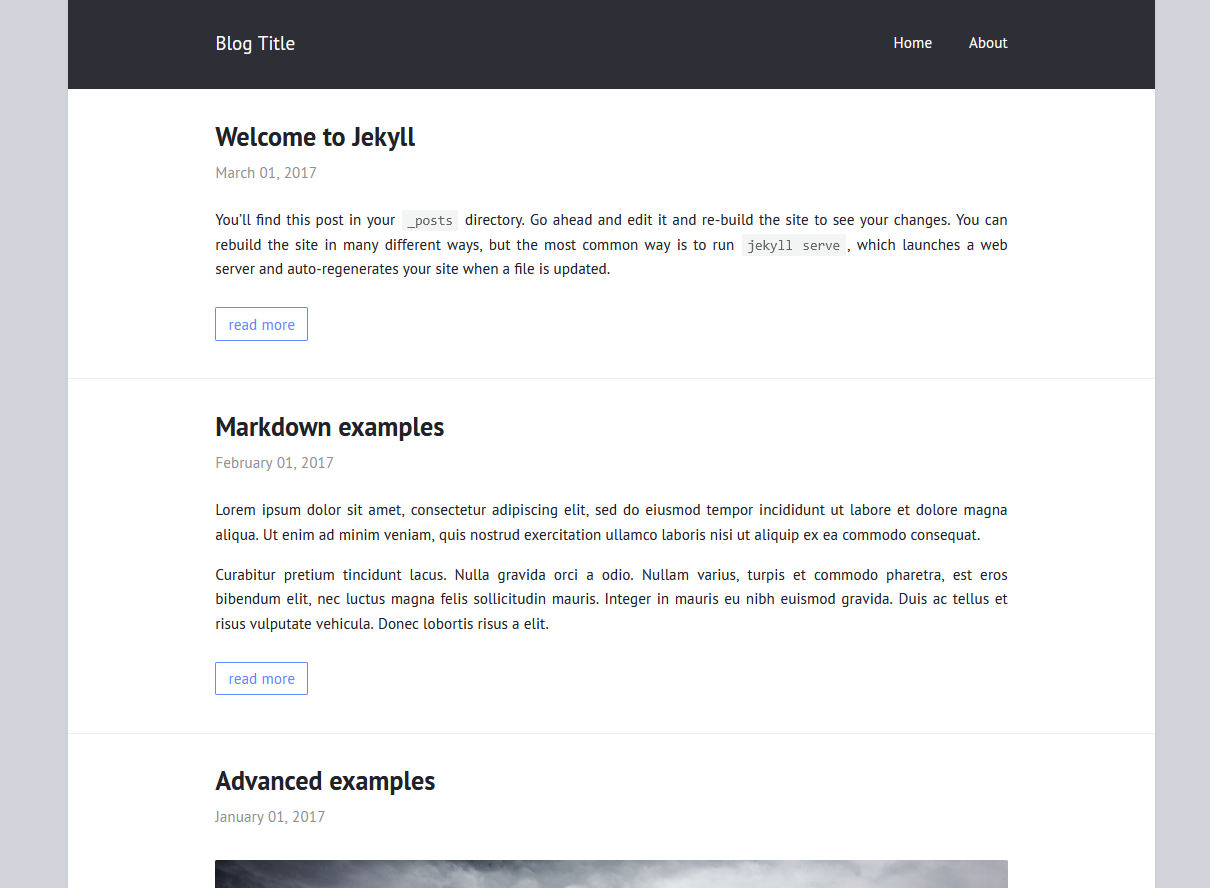 Blog Title
Home About
Welcome to Jekyll
March 01, 2017
You’ll find this post in your _posts directory. Go ahead and edit it and re-build the site to see your changes. You can
rebuild the site in many different ways, but the most common way is to run jekyll serve, which launches a web
server and auto-regenerates your site when a file is updated.
read more
Markdown examples
February 01, 2017
Lorem ipsum dolor sit amet, consectetur adipiscing elit, sed do eiusmod tempor incididunt ut labore et dolore magna
aliqua. Ut enim ad minim veniam, quis nostrud exercitation ullamco laboris nisi ut aliquip ex ea commodo consequat.
Curabitur pretium tincidunt lacus. Nulla gravida orci a odio. Nullam varius, turpis et commodo pharetra, est eros
bibendum elit, nec luctus magna felis sollicitudin mauris. Integer in mauris eu nibh euismod gravida. Duis ac tellus et
risus vulputate vehicula. Donec lobortis risus a elit.
read more
Advanced examples
January 01, 2017